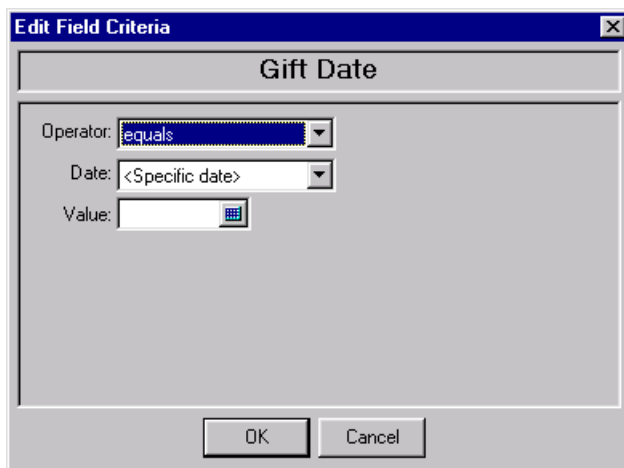 Edit Field Criteria
Gift Date
Operator: equals
Date: <Specific date>
Value:
OK Cancel